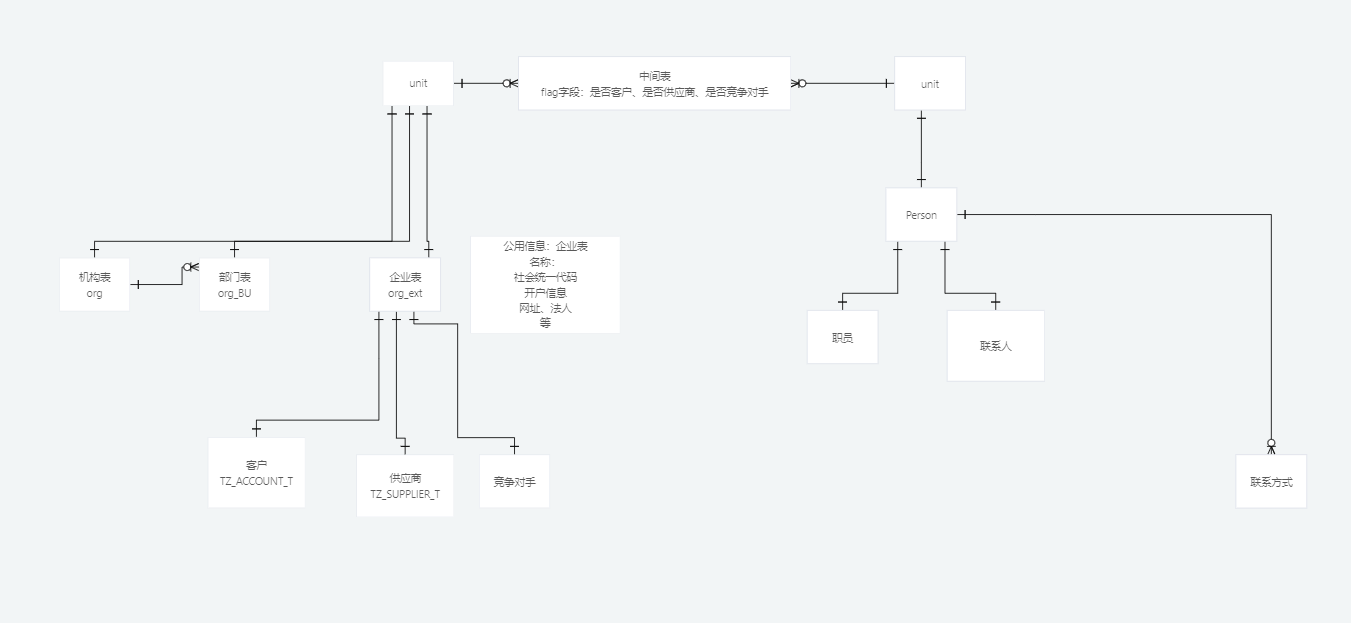 unit
中间表
flag字段：是否客户、是否供应商、是否竞争对手
unit
Person
机构表
org
部门表
org_BU
企业表
org_ext
公用信息：企业表
名称：
社会统一代码
开户信息
网址、法人
等
职员
联系人
客户
TZ_ACCOUNT_T
供应商
TZ_SUPPLIER_T
竞争对手
联系方式